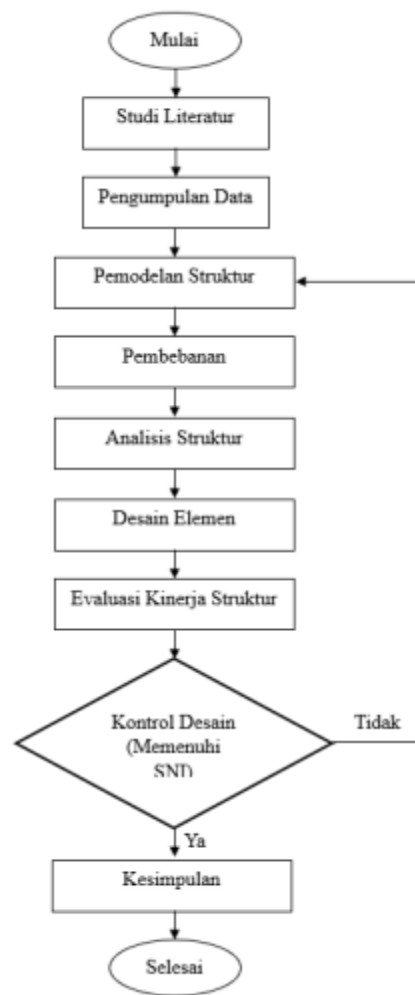 Mulai
Studi Literatur
Pengumpulan Data
Pemodelan Struktur
Pembebanan
Analisis Struktur
Desain Elemen
Evaluasi Kinerja Struktur
Kontrol Desain
(Memenuhi
SNI)
Tidak
Ya
Kesimpulan
Selesai